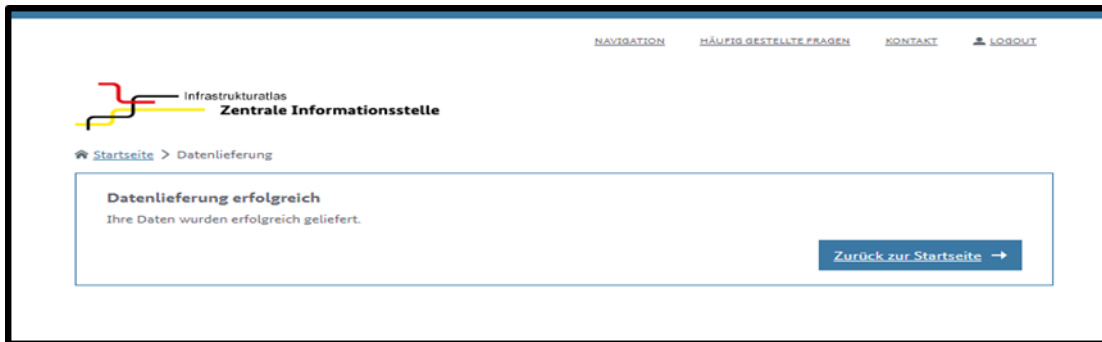 NAVIGATION HÄUFIG GESTELLTE FRAGEN KONTAKT LOGOUT
Infrastrukturatlas
Zentrale Informationsstelle
Startseite > Datenlieferung
Datenlieferung erfolgreich
Ihre Daten wurden erfolgreich geliefert.
Zurück zur Startseite →